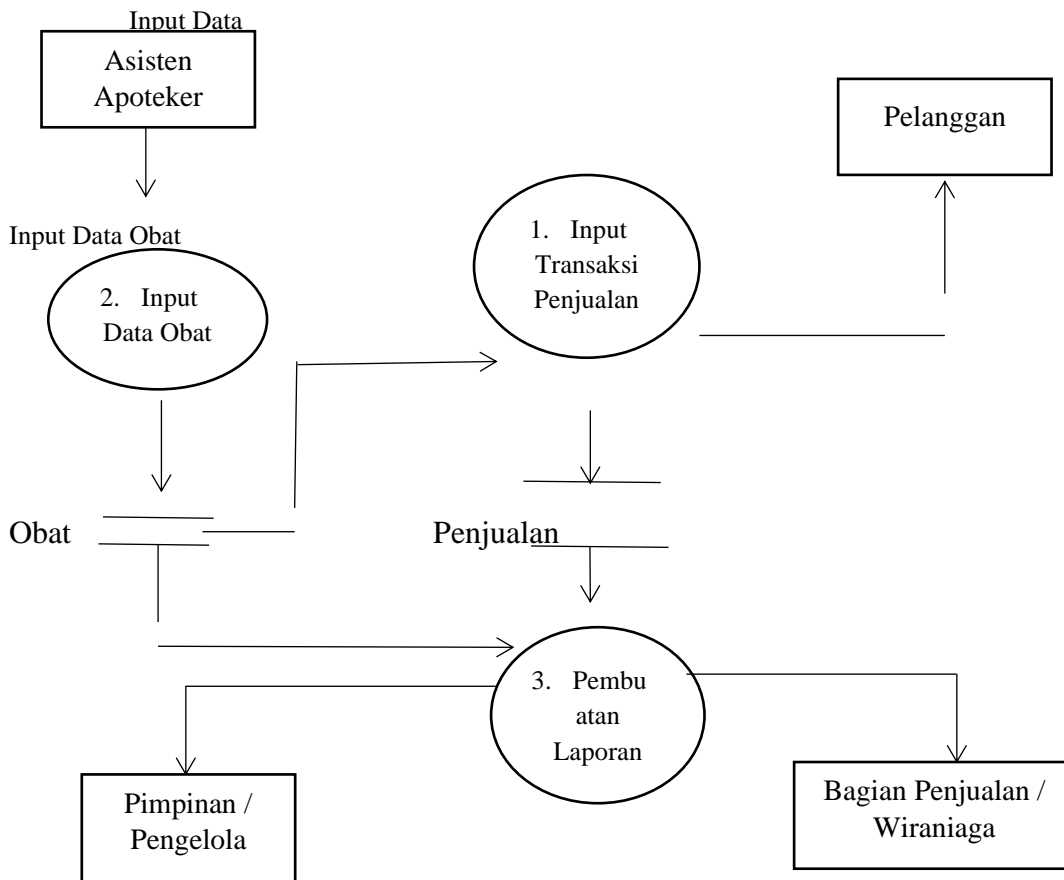 Input Data
Asisten
Apoteker
Pelanggan
Input Data Obat
1. Input
Transaksi
Penjualan
2. Input
Data Obat
Obat
Penjualan
3. Pembu
atan
Laporan
Pimpinan /
Pengelola
Bagian Penjualan /
Wiraniaga